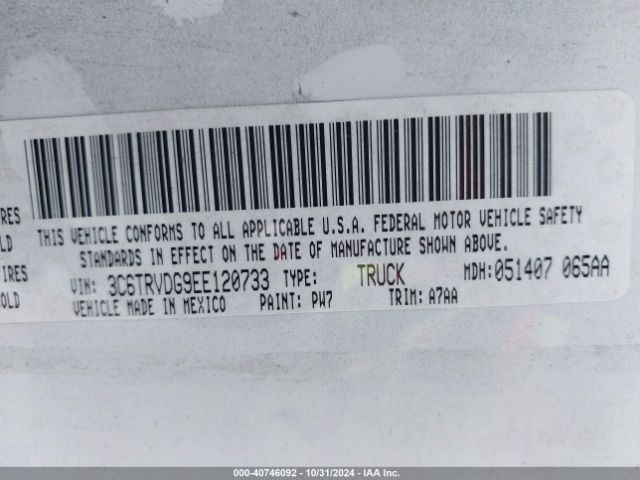 RES
LD
IRES
OLD
THIS VEHICLE CONFORMS TO ALL APPLICABLE U.S.A. FEDERAL MOTOR VEHICLE SAFETY
STANDARDS IN EFFECT ON THE DATE OF MANUFACTURE SHOWN ABOVE.
VIN: 3C6TRVDG9EE120733 TYPE: TRUCK MDH:051407 065AA
VEHICLE MADE IN MEXICO PAINT: PW7 TRIM: A7AA
000-40746092 - 10/31/2024 - IAA Inc.